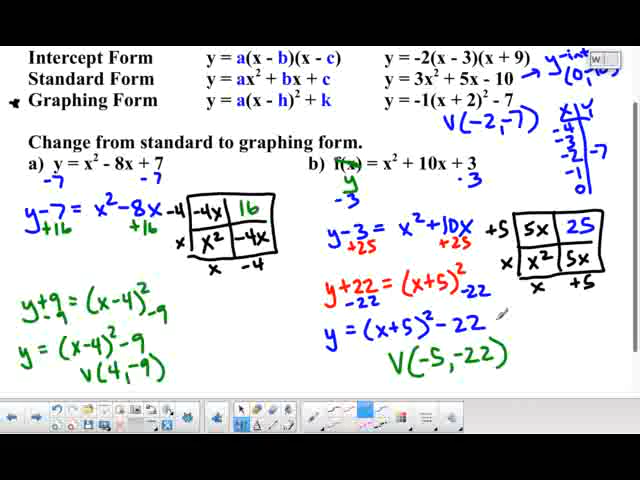 Intercept Form y = a(x - b)(x - c) y = -2(x - 3)(x + 9) y-int
Standard Form y = ax² + bx + c y = 3x² + 5x - 10 → (0,-10)
* Graphing Form y = a(x - h)² + k y = -1(x + 2)² - 7
V(-2,-7)
x y
-4
-3
-2 -7
-1
0
Change from standard to graphing form.
a) y = x² - 8x + 7
-7 -7
y-7 = x²-8x
+16 +16
-4 -4x 16
x x² -4x
x -4
y+9 = (x-4)²
-9 -9
y = (x-4)² -9
V(4,-9)
b) f(x) = x² + 10x + 3
y
-3 -3
y-3 = x²+10x
+25 +25
+5 5x 25
x x² 5x
x +5
y+22 = (x+5)²
-22 -22
y = (x+5)² -22
V(-5,-22)